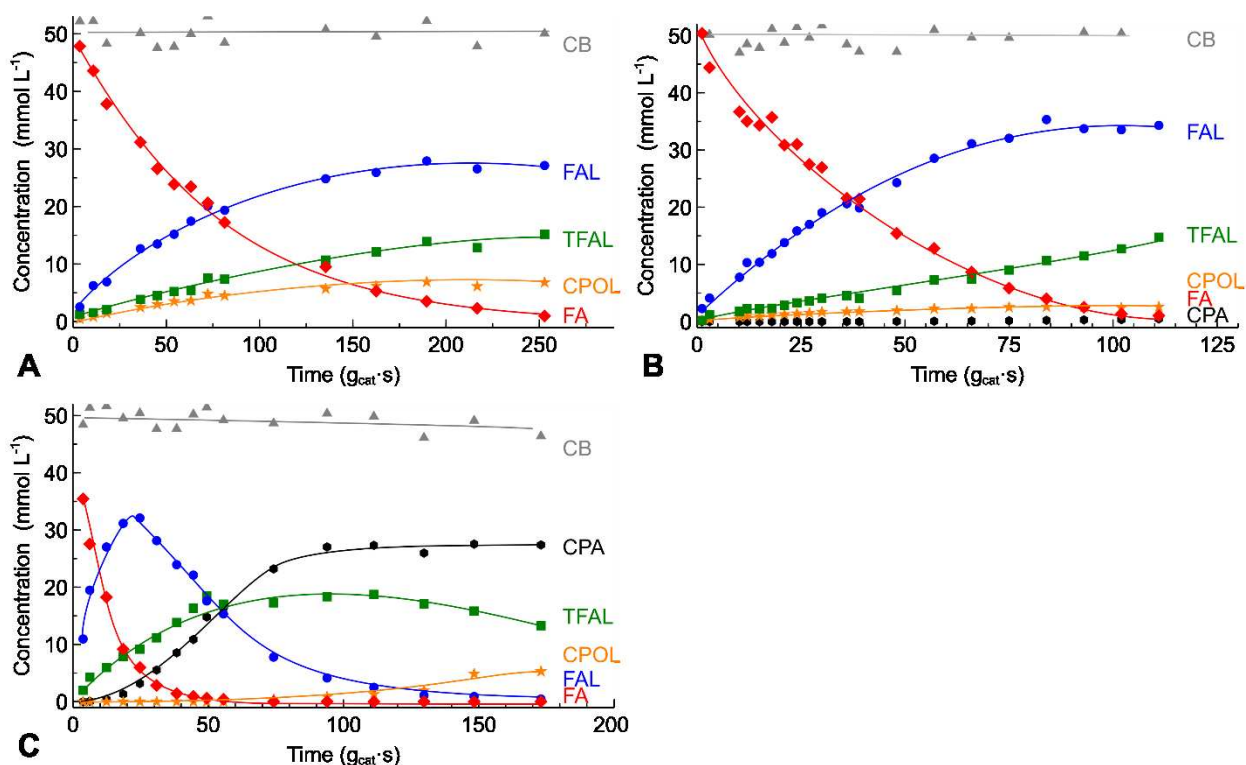 Concentration (mmol L⁻¹)
50
40
30
20
10
0
CB
FAL
TFAL
CPOL
FA
0
50
100
150
200
250
A
Time (g_cat·s)
Concentration (mmol L⁻¹)
50
40
30
20
10
0
CB
FAL
TFAL
CPOL
FA
CPA
0
25
50
75
100
125
B
Time (g_cat·s)
Concentration (mmol L⁻¹)
50
40
30
20
10
0
CB
CPA
TFAL
CPOL
FAL
FA
0
50
100
150
200
C
Time (g_cat·s)